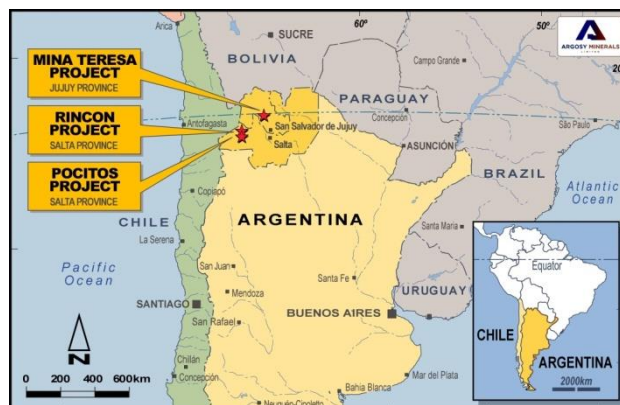 60°
50°
Arica
SUCRE
BOLIVIA
Campo Grande
ARGOSY MINERALS
LIMITED
MINA TERESA
PROJECT
JUJUY PROVINCE
PARAGUAY
Concepción
RINCON
PROJECT
SALTA PROVINCE
Antofagasta
San Salvador de Jujuy
Salta
São Paulo
ASUNCIÓN
POCITOS
PROJECT
SALTA PROVINCE
BRAZIL
Atlantic
Ocean
Copiapó
CHILE
ARGENTINA
Santa Maria
La Serena
Pacific
Ocean
San Juan
Santa Fe
Mendoza
URUGUAY
SANTIAGO
BUENOS AIRES
San Rafael
N
Chillán
Concepción
0 200 400 600km
Mar del Plata
Bahia Blanca
Neuquén-Cipolletti
Equator
CHILE
ARGENTINA
2000km